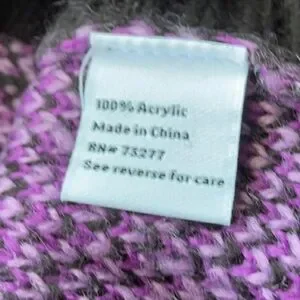 100% Acrylic
Made in China
RN# 73277
See reverse for care